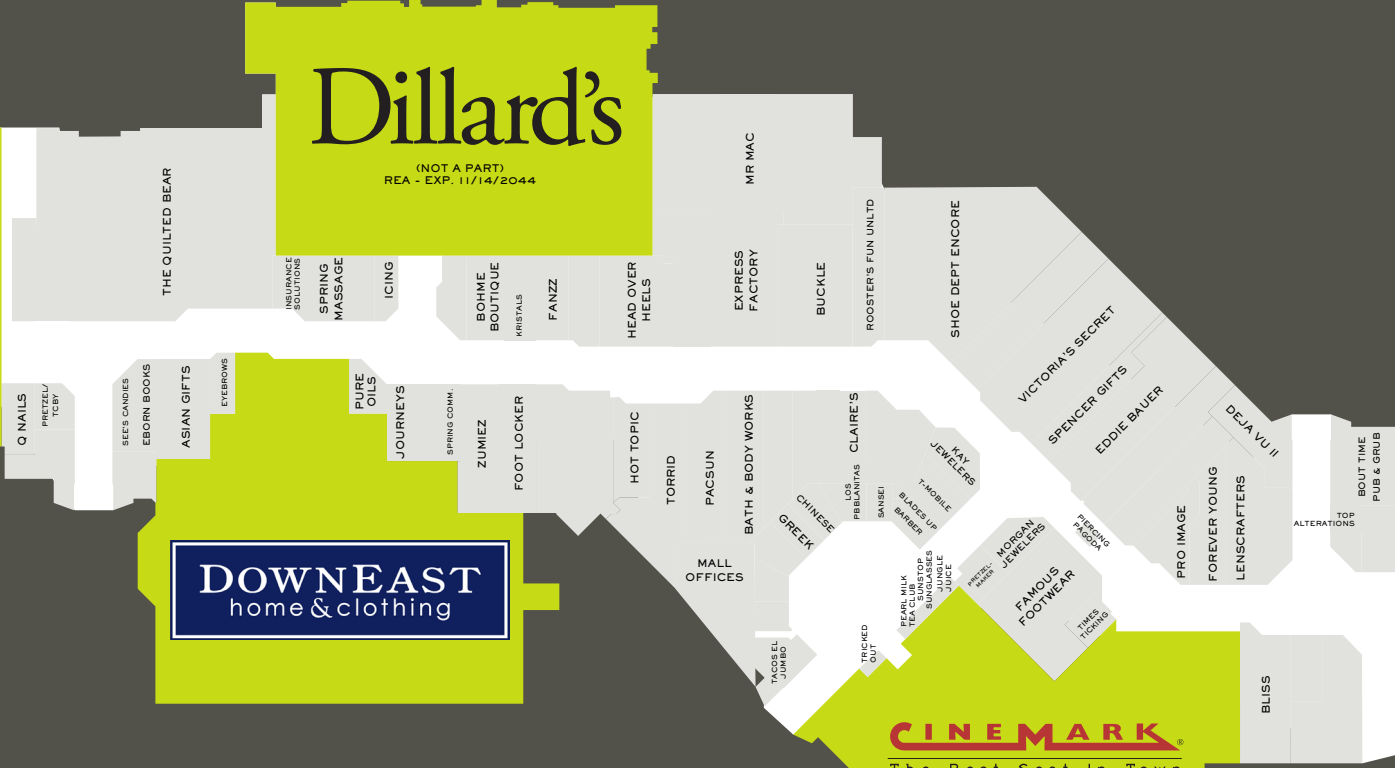 Dillard's
(NOT A PART)
REA - EXP. 11/14/2044
THE QUILTED BEAR
INSURANCE
SOLUTIONS
SPRING
MASSAGE
ICING
BOHME
BOUTIQUE
KRISTALS
FANZZ
HEAD OVER
HEELS
MR MAC
EXPRESS
FACTORY
BUCKLE
ROOSTER'S FUN UNLTD
SHOE DEPT ENCORE
VICTORIA'S SECRET
SPENCER GIFTS
EDDIE BAUER
DEJA VU II
BOUT TIME
PUB & GRUB
TOP
ALTERATIONS
Q NAILS
PRETZEL/
TCBY
SEE'S CANDIES
EBORN BOOKS
ASIAN GIFTS
EYEBROWS
PURE
OILS
JOURNEYS
SPRING COMM.
ZUMIEZ
FOOT LOCKER
HOT TOPIC
TORRID
PACSUN
BATH & BODY WORKS
MALL
OFFICES
CHINESE
GREEK
CLAIRE'S
LOS
PBBLANITAS
SANSEI
KAY
JEWELERS
T-MOBILE
BLADES UP
BARBER
PIERCING
PAGODA
PRO IMAGE
FOREVER YOUNG
LENSCRAFTERS
MORGAN
JEWELERS
PRETZEL-
MAKER
FAMOUS
FOOTWEAR
TIMES
TICKING
PEARL MILK
TEA CLUB
SUNSTOP
SUNGLASSES
JUNGLE
JUICE
TRICKED
OUT
TACOS EL
JUMBO
DOWNEAST
home & clothing
CINEMARK
®
BLISS